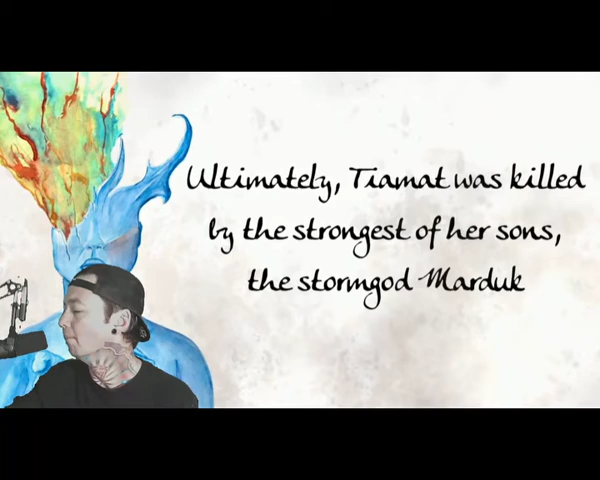 Ultimately, Tiamat was killed
by the strongest of her sons,
the stormgod Marduk